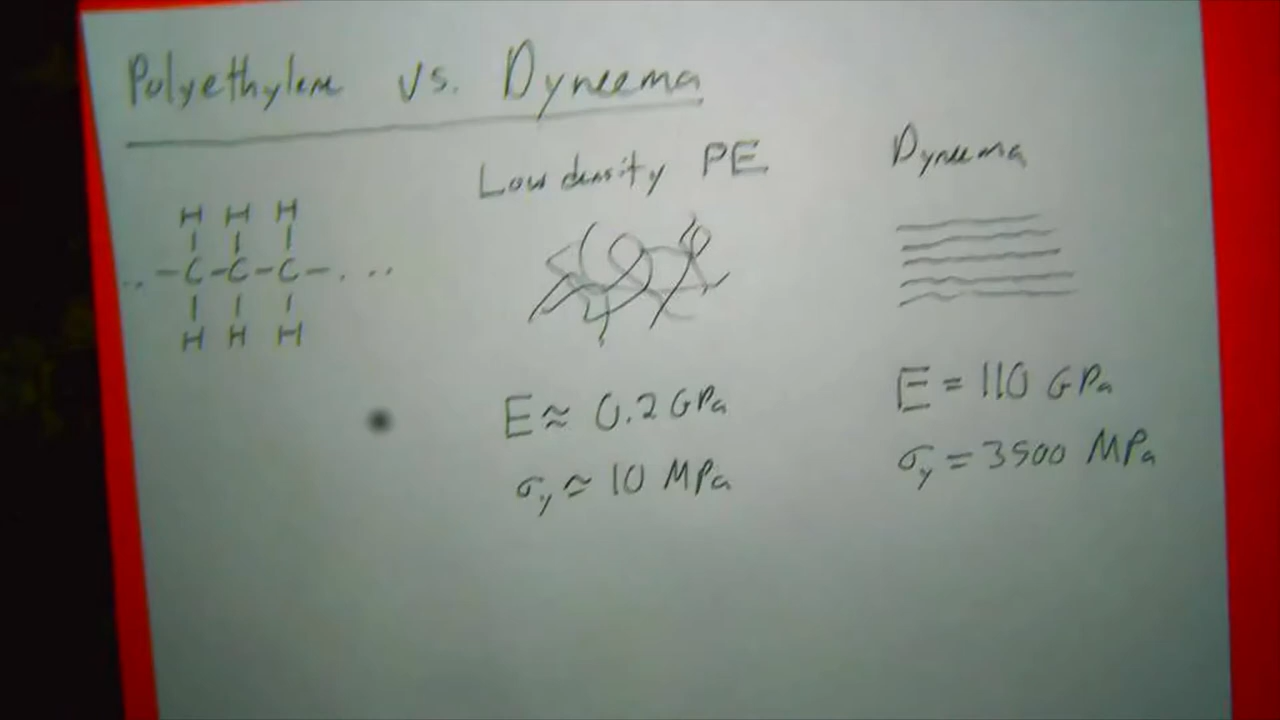 Polyethylene vs. Dyneema
Low density PE
Dyneema
H H H
.. -C-C-C- . ..
H H H
E ≈ 0.2 GPa
σy ≈ 10 MPa
E = 110 GPa
σy = 3500 MPa